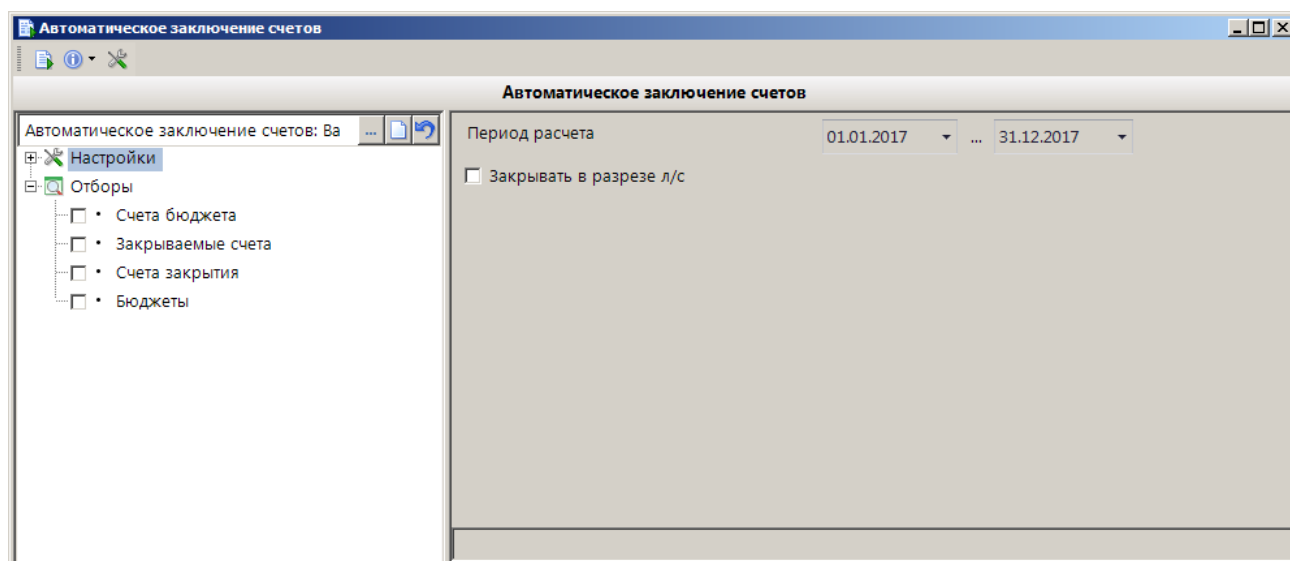 Автоматическое заключение счетов
Автоматическое заключение счетов
Автоматическое заключение счетов: Ва ...
Настройки
Отборы
Счета бюджета
Закрываемые счета
Счета закрытия
Бюджеты
Период расчета 01.01.2017 ... 31.12.2017
Закрывать в разрезе л/с